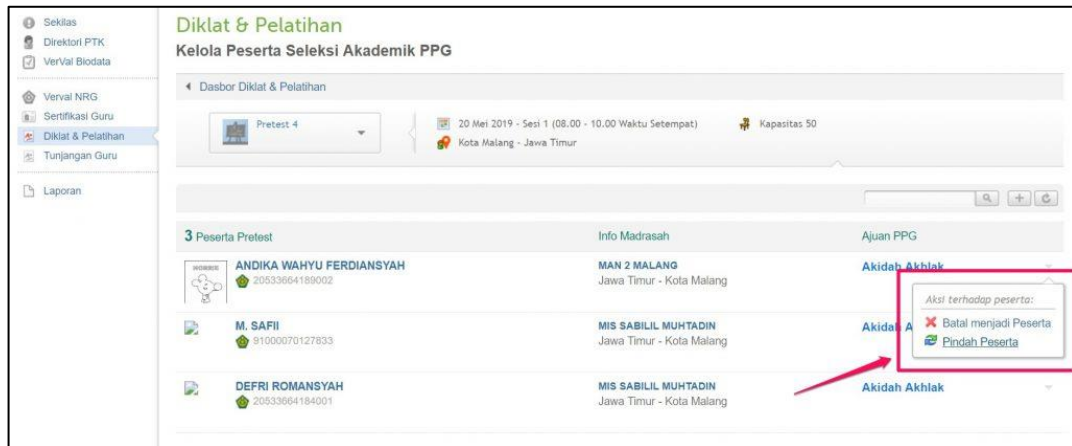 Sekilas
Direktori PTK
VerVal Biodata
Verval NRG
Sertifikasi Guru
Diklat & Pelatihan
Tunjangan Guru
Laporan
Diklat & Pelatihan
Kelola Peserta Seleksi Akademik PPG
Dasbor Diklat & Pelatihan
Pretest 4
20 Mei 2019 - Sesi 1 (08.00 - 10.00 Waktu Setempat)
Kapasitas 50
Kota Malang - Jawa Timur
3 Peserta Pretest
Info Madrasah
Ajuan PPG
ANDIKA WAHYU FERDIANSYAH
20533664189002
MAN 2 MALANG
Jawa Timur - Kota Malang
Akidah Akhlak
Aksi terhadap peserta:
Batal menjadi Peserta
Pindah Peserta
M. SAFII
91000070127833
MIS SABILIL MUHTADIN
Jawa Timur - Kota Malang
Akidah A
DEFRI ROMANSYAH
20533664184001
MIS SABILIL MUHTADIN
Jawa Timur - Kota Malang
Akidah Akhlak